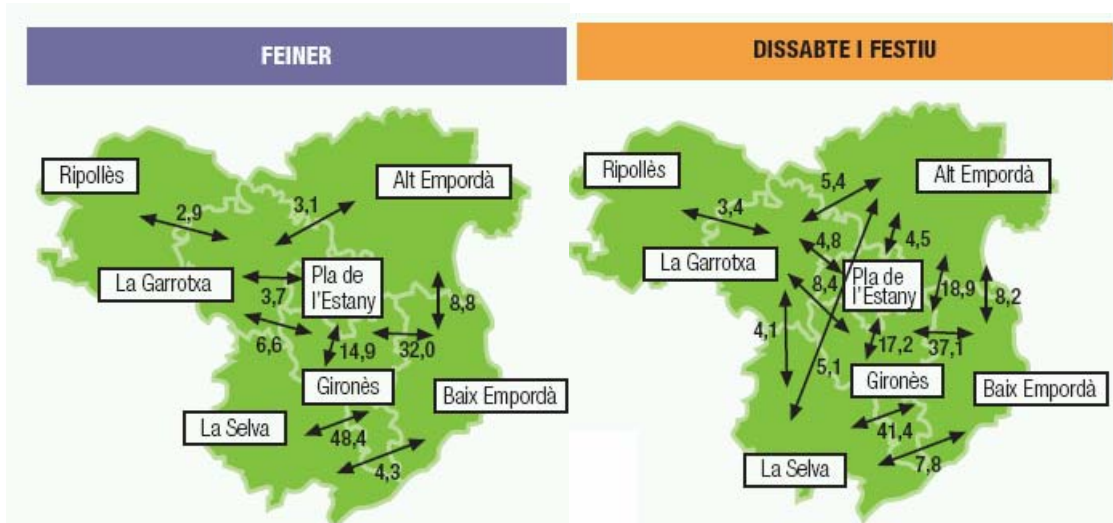 FEINER
Ripollès
Alt Empordà
2,9
3,1
La Garrotxa
3,7
Pla de
l'Estany
8,8
6,6
14,9
32,0
Gironès
Baix Empordà
La Selva
48,4
4,3
DISSABTE I FESTIU
Ripollès
Alt Empordà
5,4
3,4
4,8
4,5
La Garrotxa
8,4
Pla de
l'Estany
18,9
8,2
4,1
17,2
37,1
5,1
Gironès
Baix Empordà
41,4
La Selva
7,8